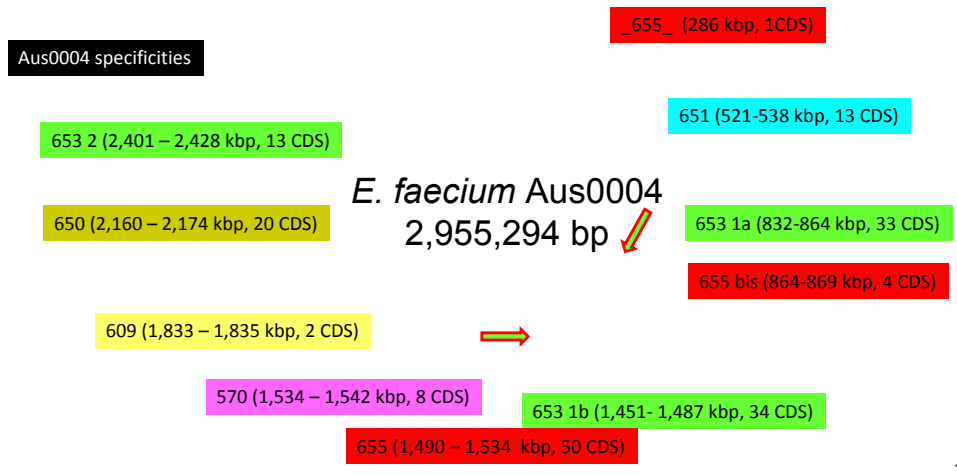 _655_ (286 kbp, 1CDS)
Aus0004 specificities
651 (521-538 kbp, 13 CDS)
653 2 (2,401 – 2,428 kbp, 13 CDS)
E. faecium Aus0004
2,955,294 bp
650 (2,160 – 2,174 kbp, 20 CDS)
653 1a (832-864 kbp, 33 CDS)
655 bis (864-869 kbp, 4 CDS)
609 (1,833 – 1,835 kbp, 2 CDS)
570 (1,534 – 1,542 kbp, 8 CDS)
653 1b (1,451- 1,487 kbp, 34 CDS)
655 (1,490 – 1,534 kbp, 50 CDS)